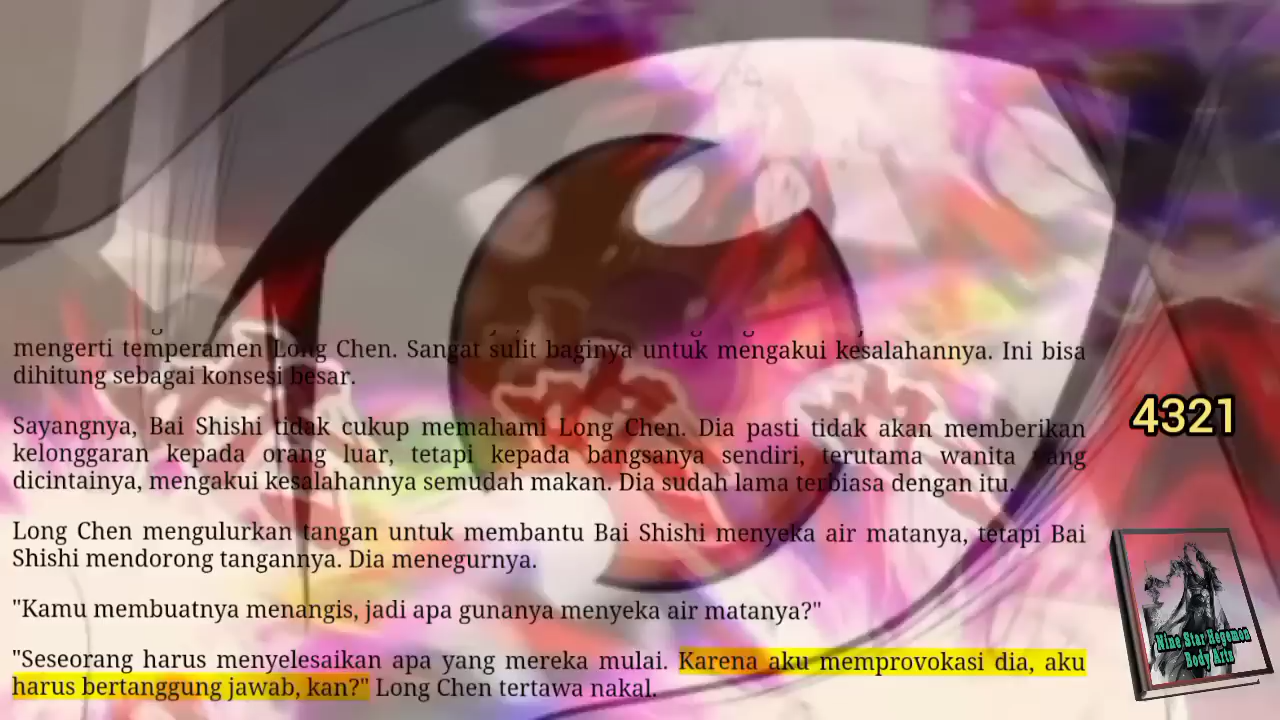 mengerti temperamen Long Chen. Sangat sulit baginya untuk mengakui kesalahannya. Ini bisa
dihitung sebagai konsesi besar.
Sayangnya, Bai Shishi tidak cukup memahami Long Chen. Dia pasti tidak akan memberikan
kelonggaran kepada orang luar, tetapi kepada bangsanya sendiri, terutama wanita yang
dicintainya, mengakui kesalahannya semudah makan. Dia sudah lama terbiasa dengan itu.
Long Chen mengulurkan tangan untuk membantu Bai Shishi menyeka air matanya, tetapi Bai
Shishi mendorong tangannya. Dia menegurnya.
"Kamu membuatnya menangis, jadi apa gunanya menyeka air matanya?"
"Seseorang harus menyelesaikan apa yang mereka mulai. Karena aku memprovokasi dia, aku
harus bertanggung jawab, kan?" Long Chen tertawa nakal.
4321
Nine Star Hegemon
Body Arts